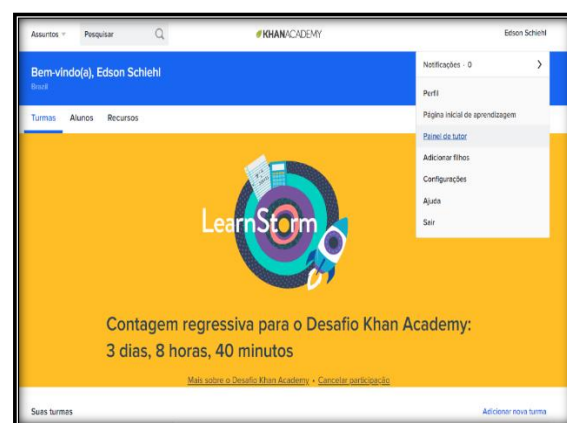 Assuntos
Pesquisar
KHANACADEMY
Edson Schiehl
Bem-vindo(a), Edson Schiehl
Brazil
Notificações - 0
Perfil
Página inicial de aprendizagem
Painel do tutor
Adicionar filhos
Configurações
Ajuda
Sair
Turmas Alunos Recursos
LearnStorm
Contagem regressiva para o Desafio Khan Academy:
3 dias, 8 horas, 40 minutos
Mais sobre o Desafio Khan Academy • Cancelar participação
Suas turmas
Adicionar nova turma